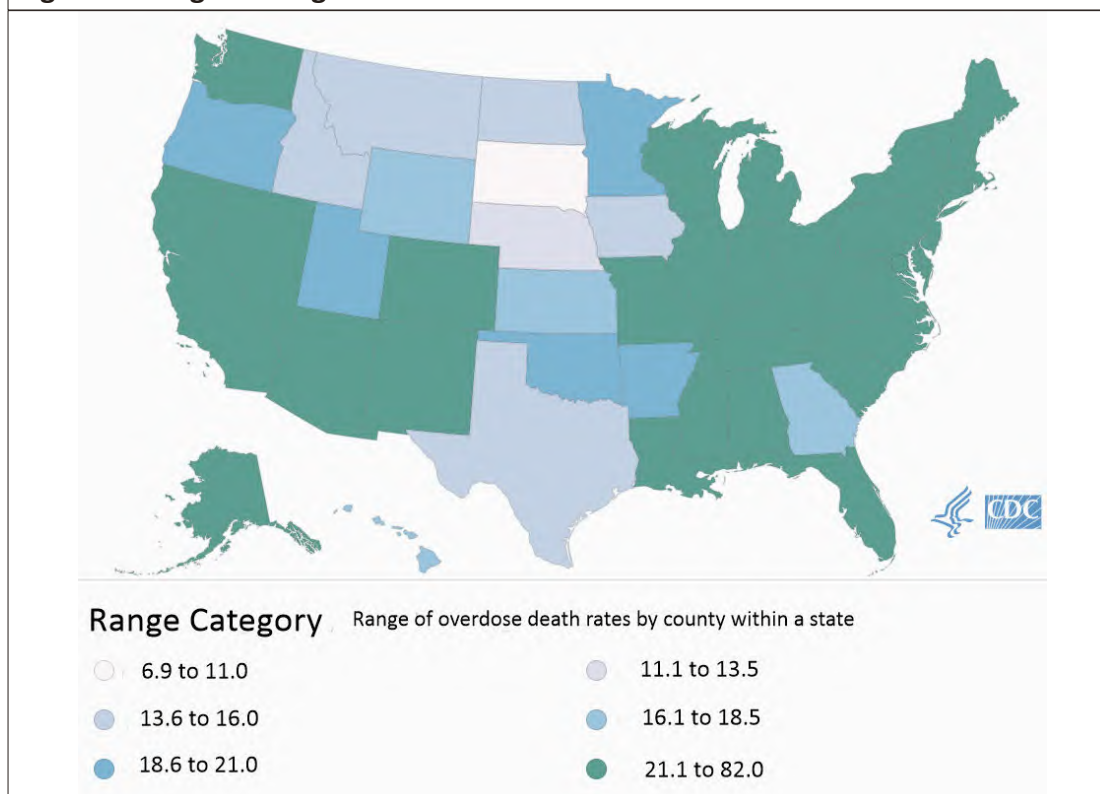 CDC
Range Category Range of overdose death rates by county within a state
6.9 to 11.0 11.1 to 13.5
13.6 to 16.0 16.1 to 18.5
18.6 to 21.0 21.1 to 82.0